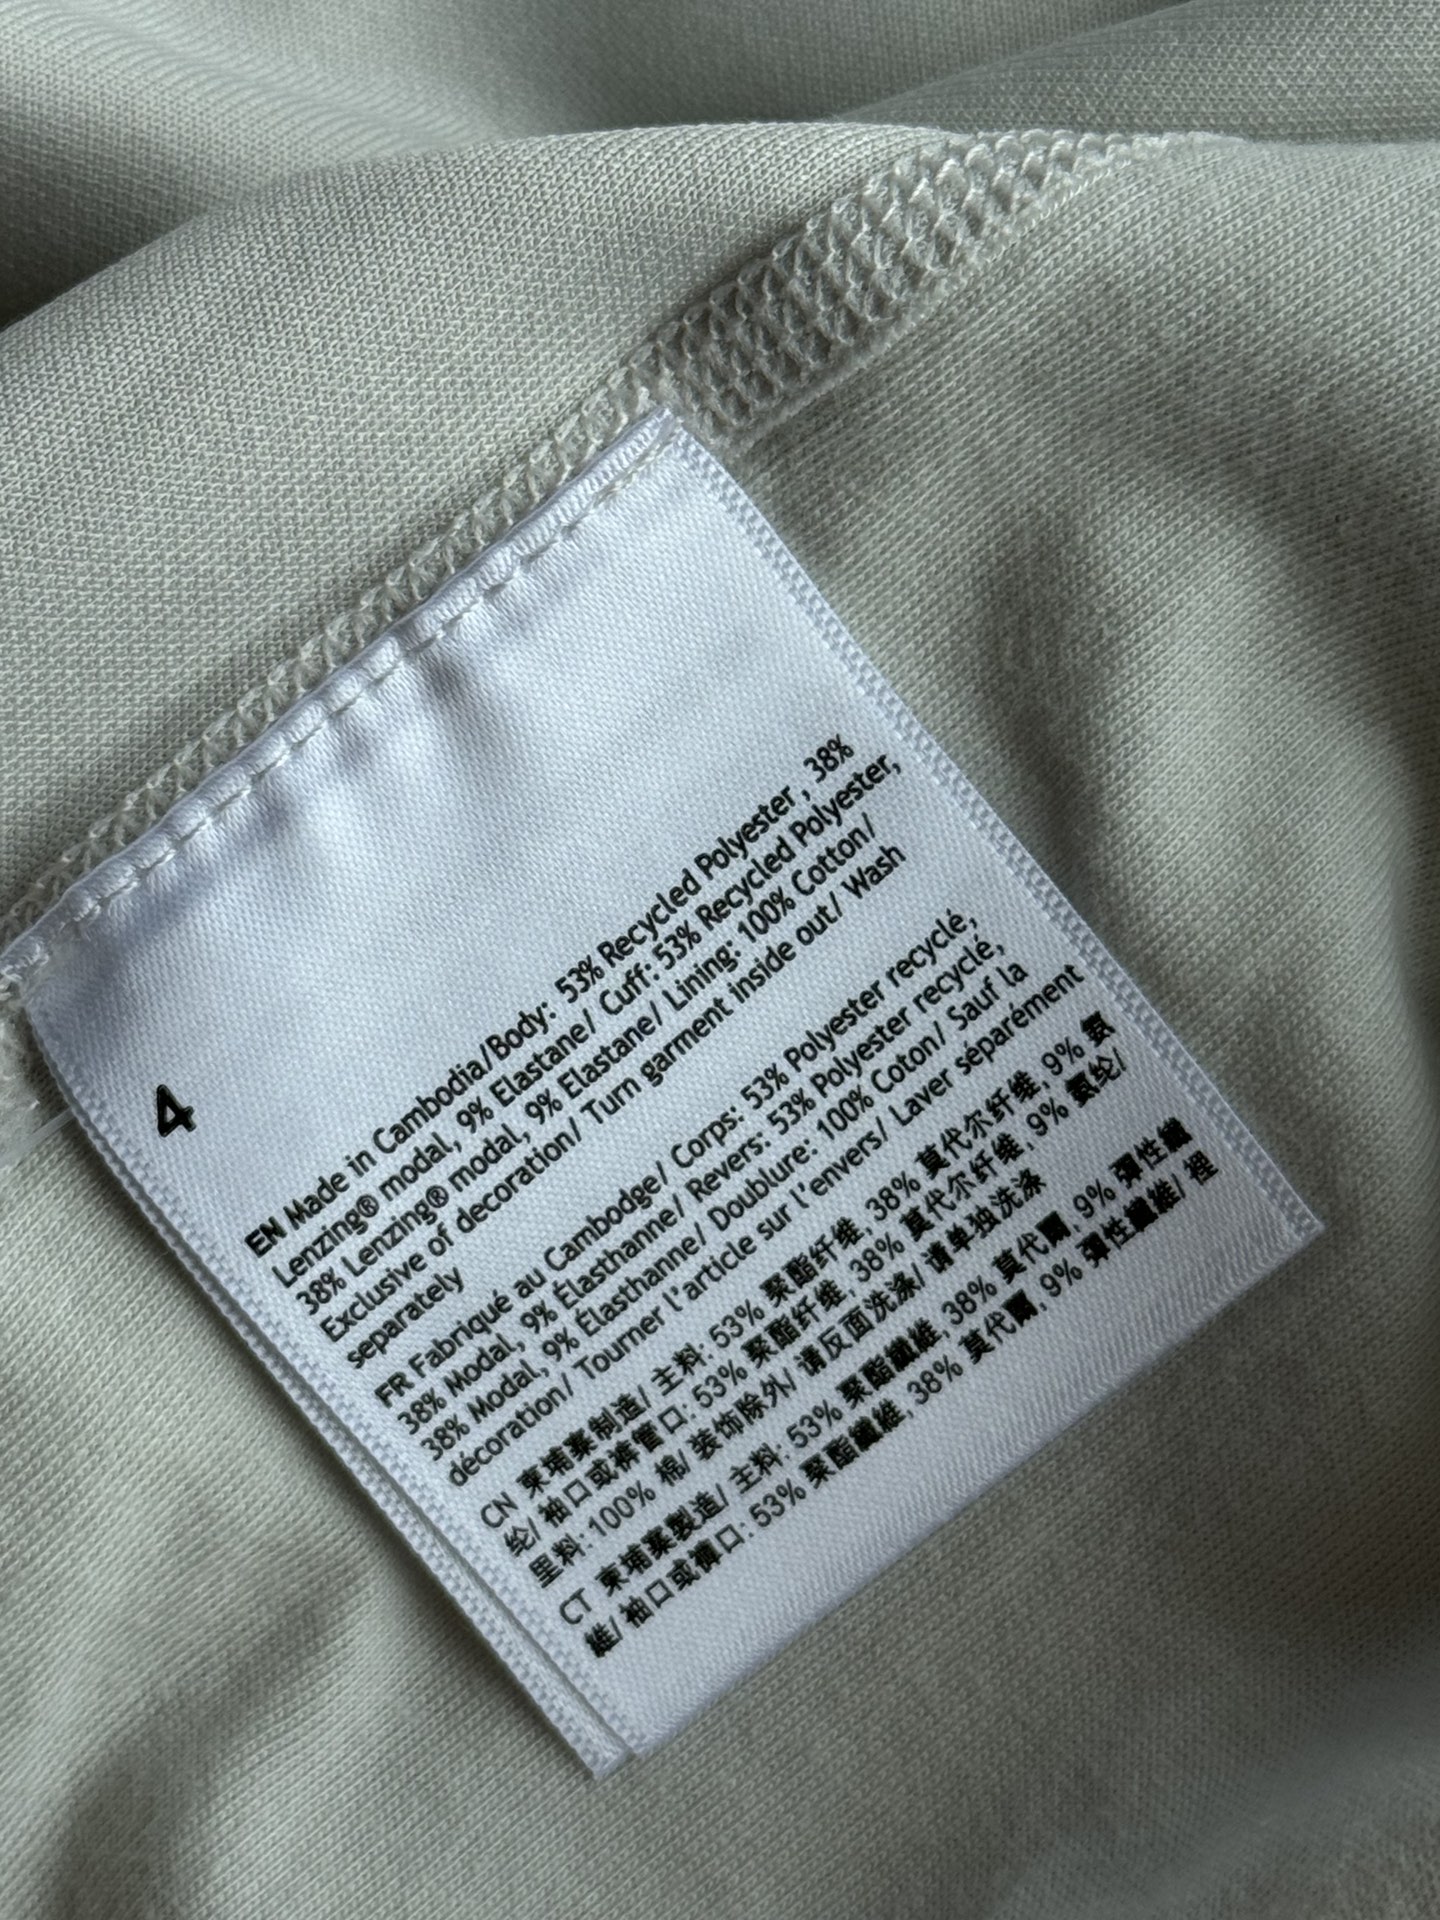 4
EN Made in Cambodia/Body: 53% Recycled Polyester , 38%
Lenzing® modal, 9% Elastane/ Cuff: 53% Recycled Polyester,
38% Lenzing® modal, 9% Elastane/ Lining: 100% Cotton/
Exclusive of decoration/ Turn garment inside out/ Wash
separately
FR Fabriqué au Cambodge/ Corps: 53% Polyester recyclé,
38% Modal, 9% Élasthanne/ Revers: 53% Polyester recyclé,
38% Modal, 9% Élasthanne/ Doublure: 100% Coton/ Sauf la
décoration/ Tourner l'article sur l'envers/ Laver séparément
CN 柬埔寨制造/ 主料: 53% 聚酯纤维, 38% 莫代尔纤维, 9% 氨
纶/ 袖口或裤管口: 53% 聚酯纤维, 38% 莫代尔纤维, 9% 氨纶/
里料: 100% 棉/ 装饰除外/ 请反面洗涤/ 请单独洗涤
CT 柬埔寨製造/ 主料: 53% 聚酯纖維, 38% 莫代爾, 9% 彈性纖
維/ 袖口或褲口: 53% 聚酯纖維, 38% 莫代爾, 9% 彈性纖維/ 裡